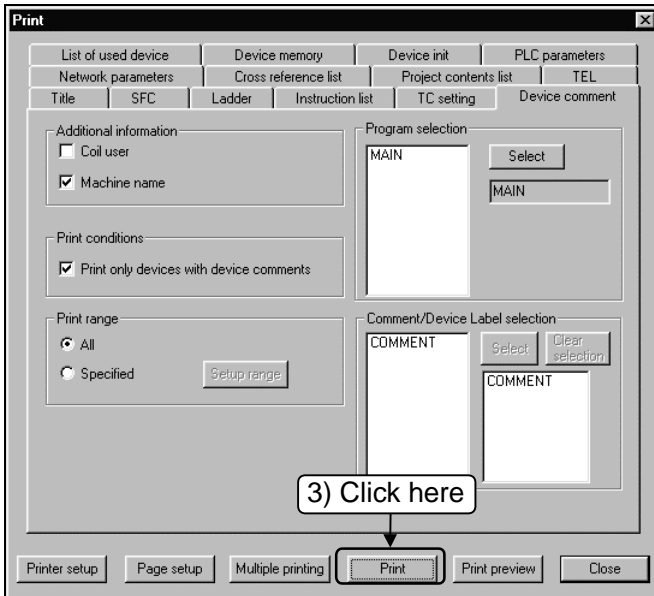 Print
List of used device Device memory Device init PLC parameters
Network parameters Cross reference list Project contents list TEL
Title SFC Ladder Instruction list TC setting Device comment
Additional information
Coil user
Machine name
Print conditions
Print only devices with device comments
Print range
All
Specified Setup range
Program selection
MAIN Select
MAIN
Comment/Device Label selection
COMMENT Select Clear selection
COMMENT
3) Click here
Printer setup Page setup Multiple printing Print Print preview Close